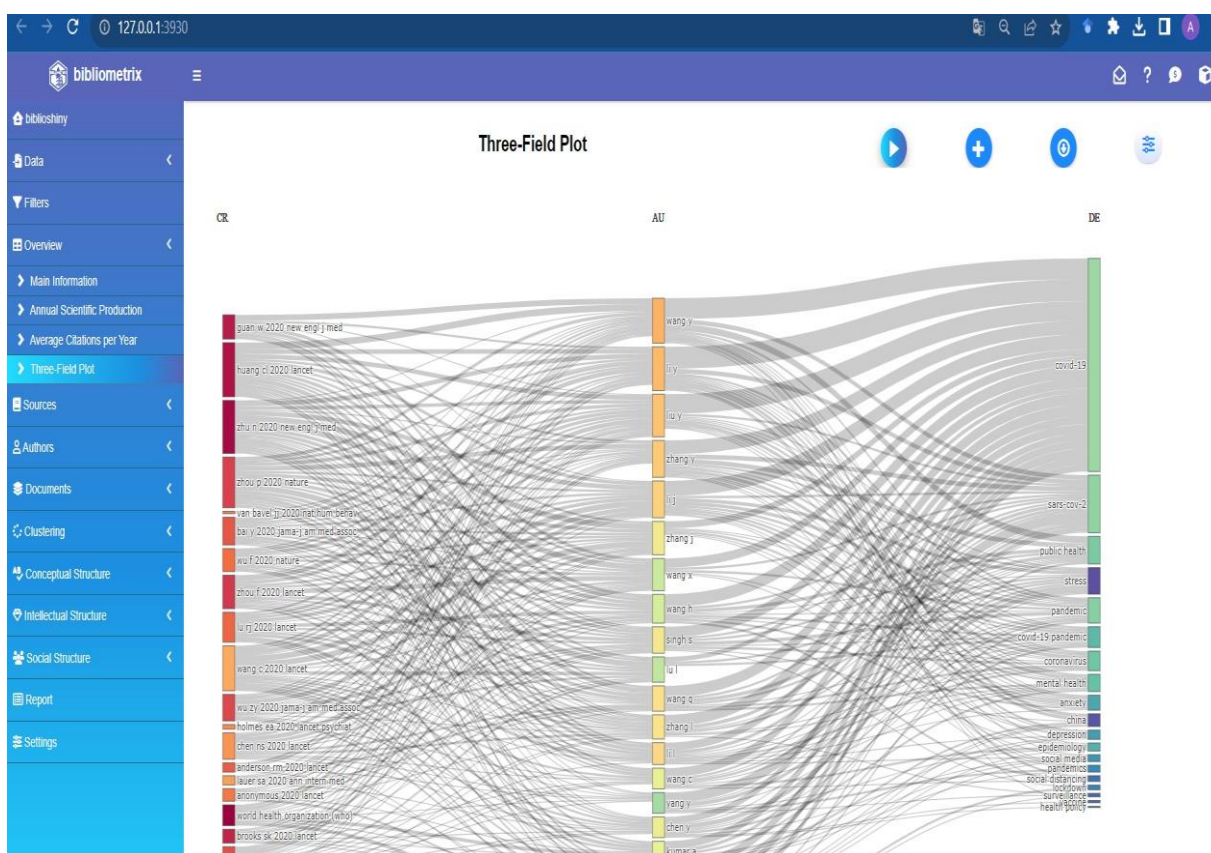 127.0.0.1:3930
A
bibliometrix
biblioshiny
Data
Filters
Overview
Main Information
Annual Scientific Production
Average Citations per Year
Three-Field Plot
Sources
Authors
Documents
Clustering
Conceptual Structure
Intellectual Structure
Social Structure
Report
Settings
Three-Field Plot
CR
AU
DE
guan w 2020 new engl j med
huang cl 2020 lancet
zhu n 2020 new engl j med
zhou p 2020 nature
van bavel jj 2020 nat hum behav
bai y 2020 jama-j am med assoc
wu f 2020 nature
zhou f 2020 lancet
lu rj 2020 lancet
wang c 2020 lancet
wu zy 2020 jama-j am med assoc
holmes ea 2020 lancet psychiat
chen ns 2020 lancet
anderson rm 2020 lancet
lauer sa 2020 ann intern med
anonymous 2020 lancet
world health organization (who)
brooks sk 2020 lancet
wang y
li y
liu y
zhang y
li j
zhang j
wang x
wang h
singh s
liu l
wang q
zhang l
li l
wang c
yang y
chen y
kumar a
covid-19
sars-cov-2
public health
stress
pandemic
covid-19 pandemic
coronavirus
mental health
anxiety
china
depression
epidemiology
social media
pandemics
social distancing
lockdown
surveillance
vaccine
health policy